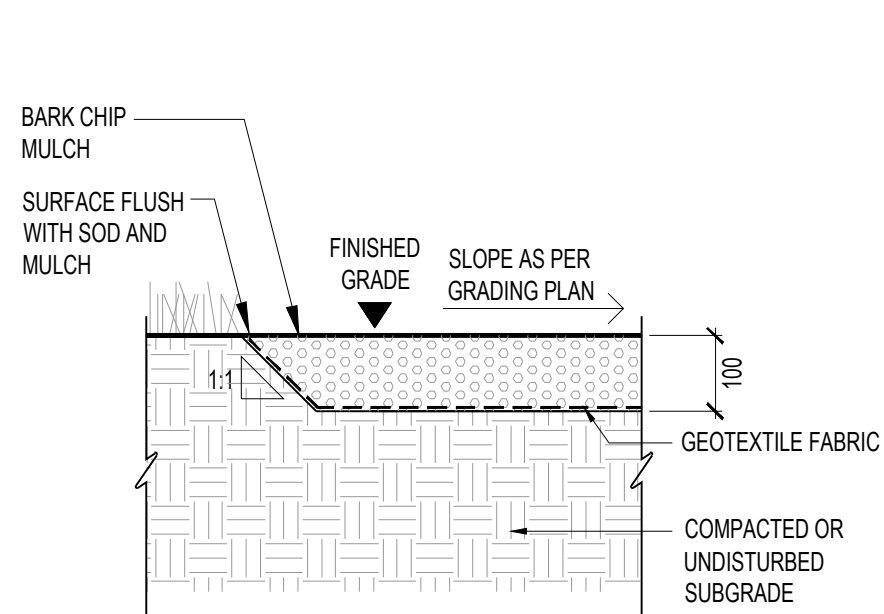 BARK CHIP
MULCH
SURFACE FLUSH
WITH SOD AND
MULCH
FINISHED
GRADE
SLOPE AS PER
GRADING PLAN
1:1
100
GEOTEXTILE FABRIC
COMPACTED OR
UNDISTURBED
SUBGRADE